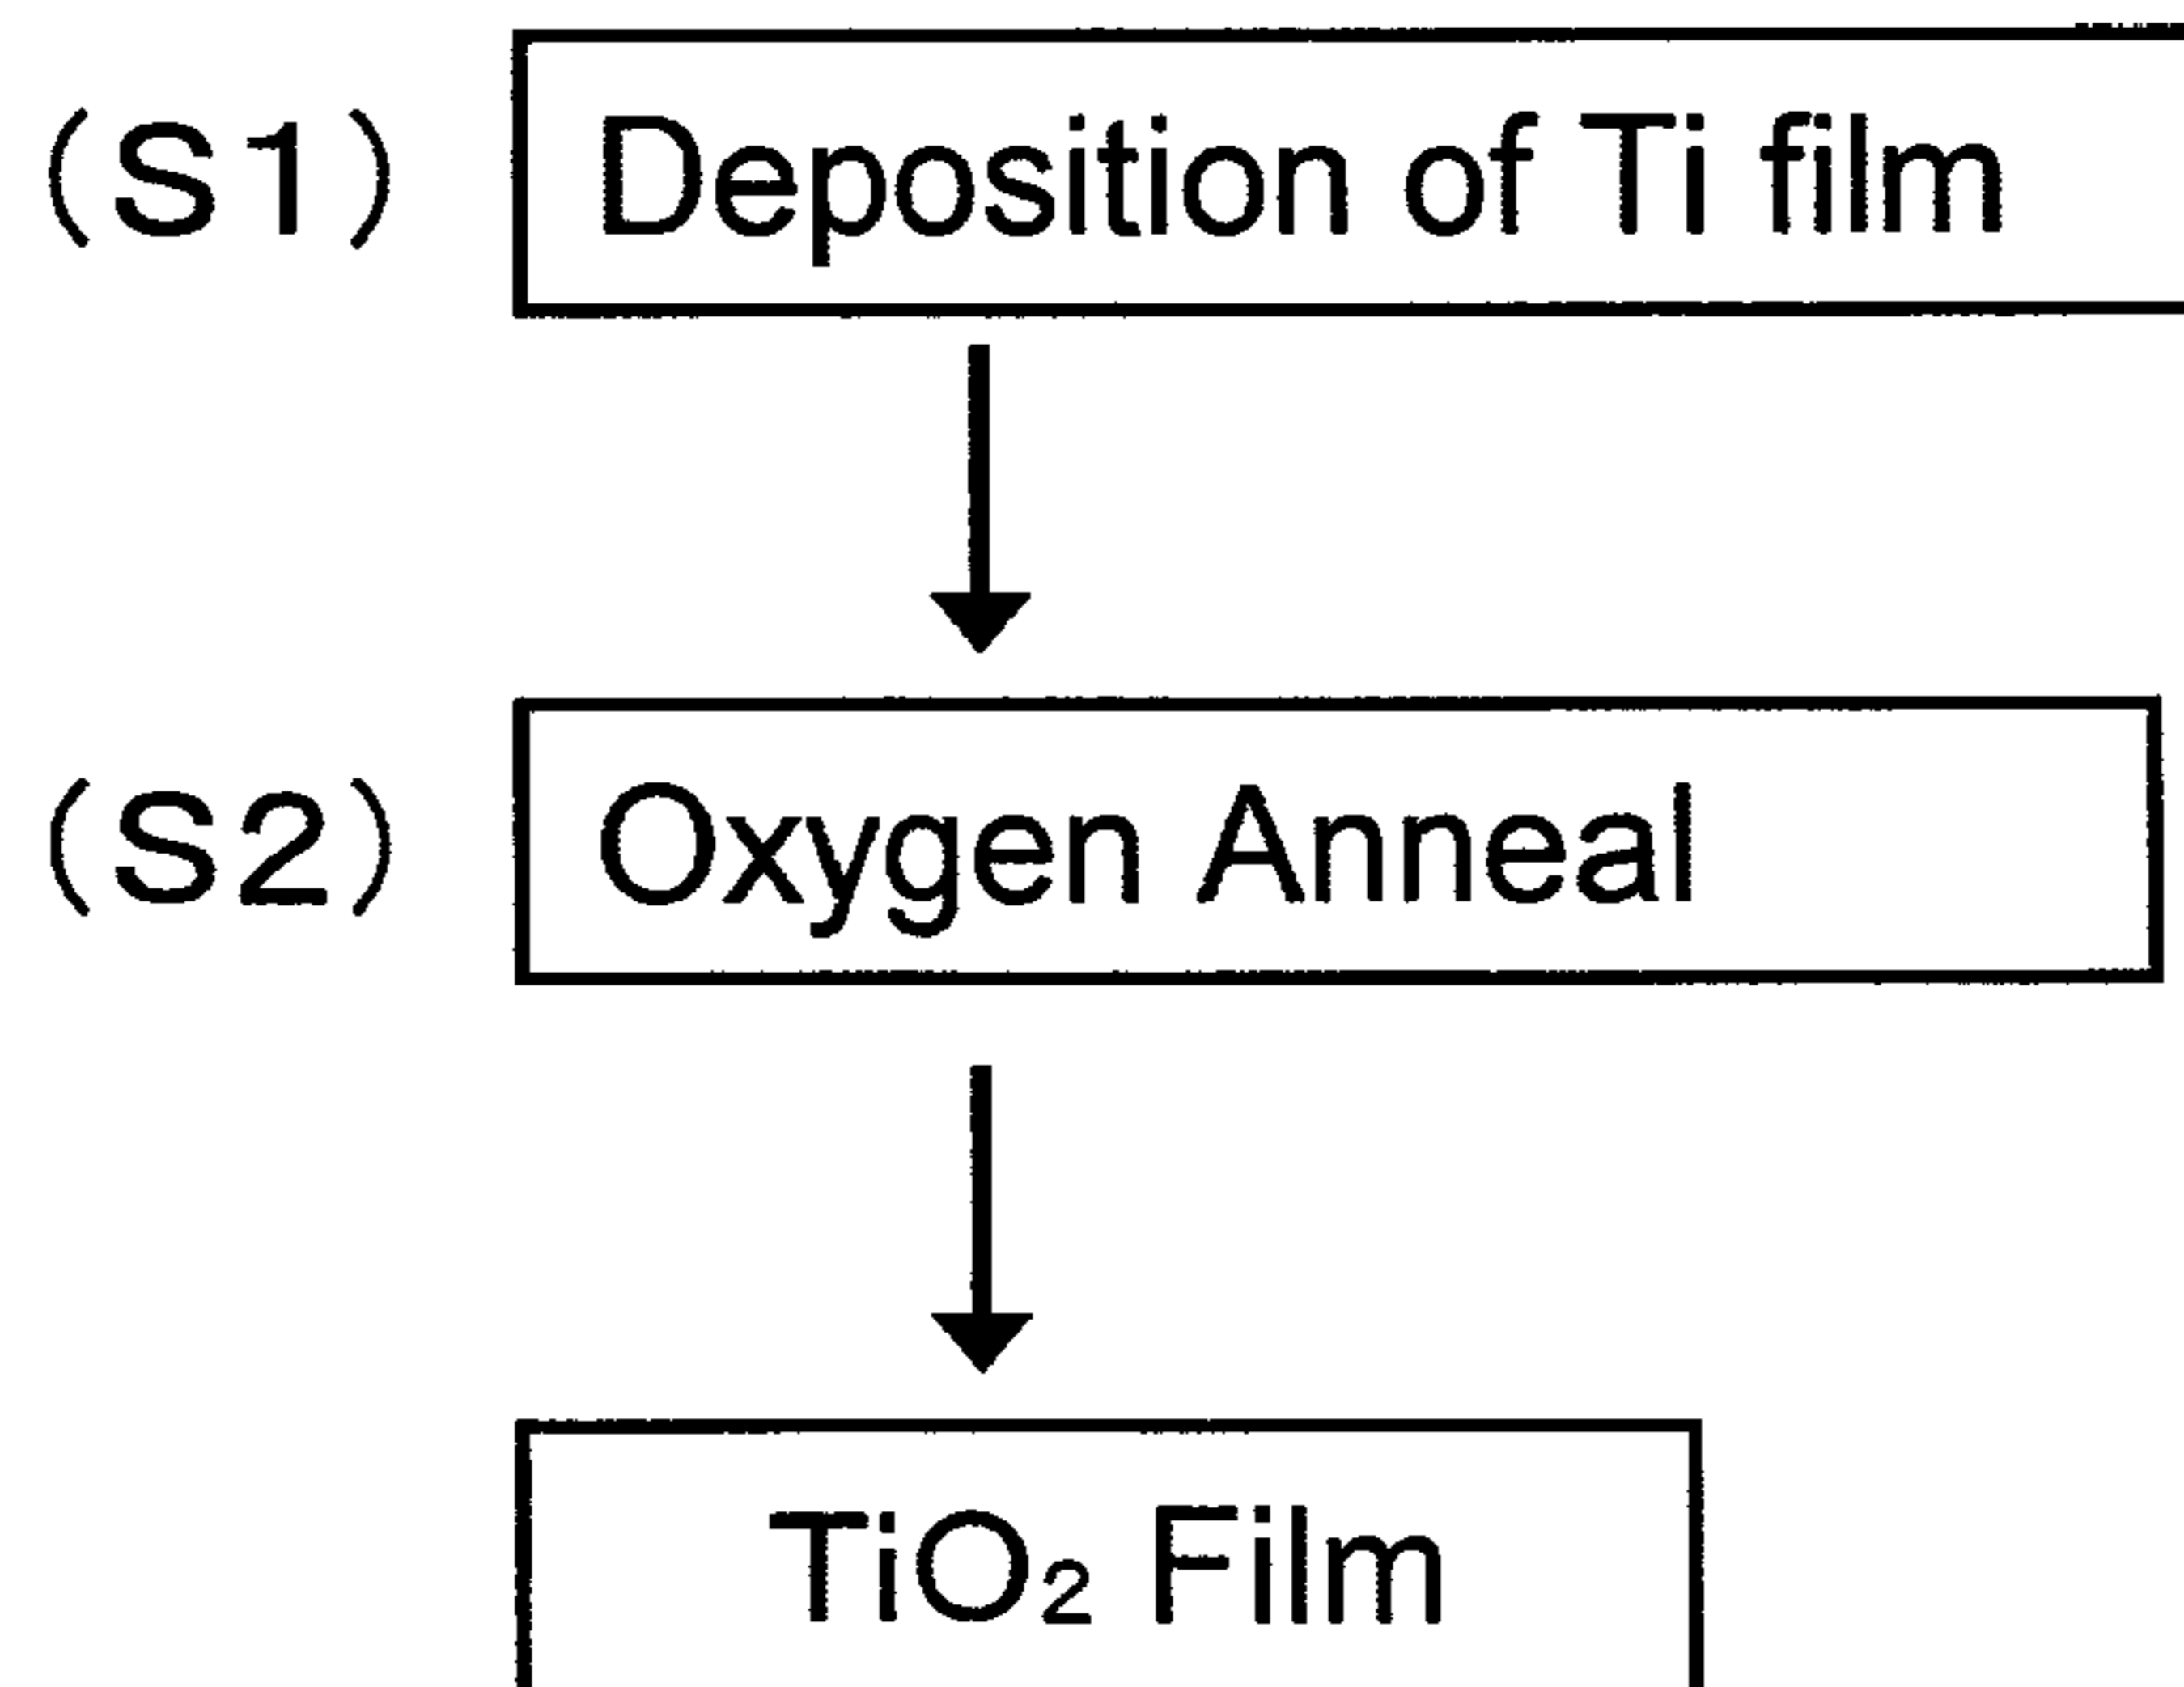 (S1) Deposition of Ti film
(S2) Oxygen Anneal
TiO₂ Film